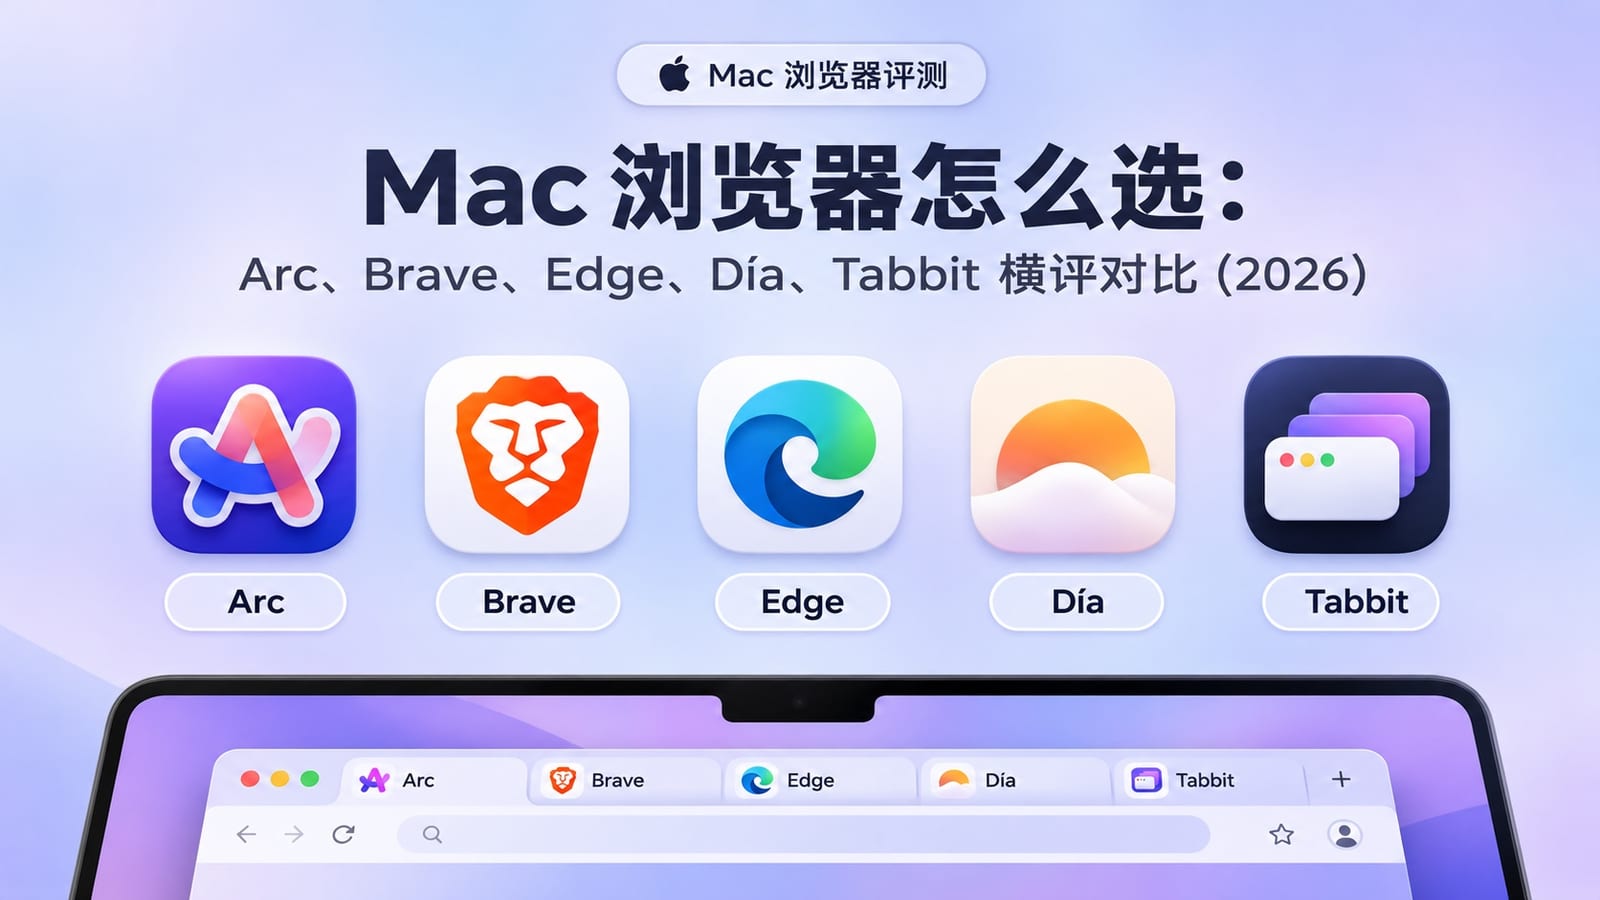 Mac 浏览器评测
Mac 浏览器怎么选：
Arc、Brave、Edge、Día、Tabbit 横评对比 (2026)
Arc Brave Edge Día Tabbit
Arc Brave Edge Día Tabbit